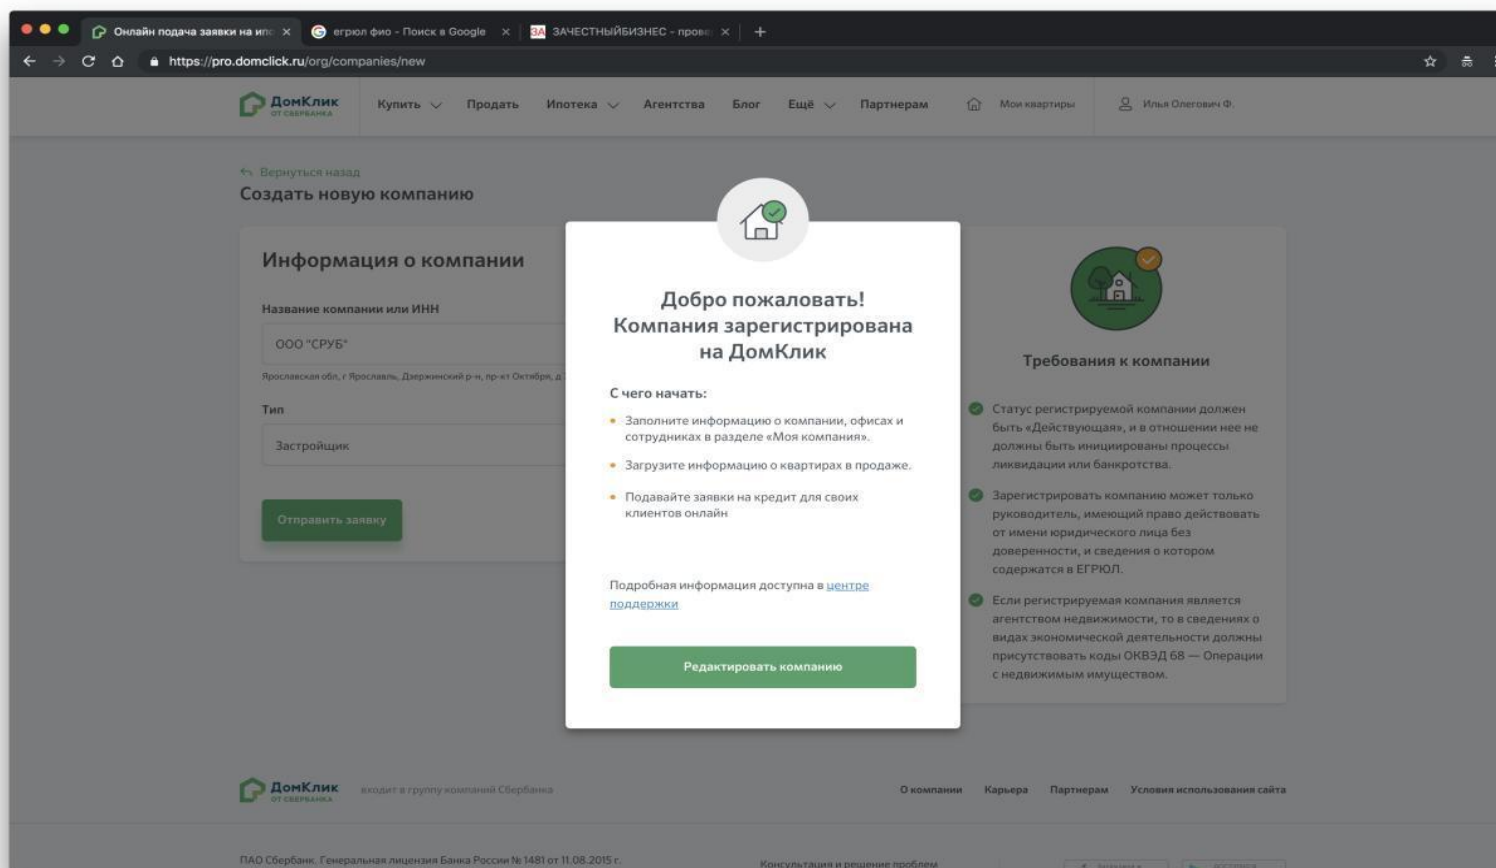 Онлайн подача заявки на ипо
егрюл фио - Поиск в Google
ЗАЧЕСТНЫЙБИЗНЕС - прове
https://pro.domclick.ru/org/companies/new
ДомКлик
ОТ СБЕРБАНКА
Купить
Продать
Ипотека
Агентства
Блог
Ещё
Партнерам
Мои квартиры
Илья Олегович Ф.
Вернуться назад
Создать новую компанию
Информация о компании
Название компании или ИНН
ООО "СРУБ"
Ярославская обл, г Ярославль, Дзержинский р-н, пр-кт Октября, д
Тип
Застройщик
Отправить заявку
Добро пожаловать!
Компания зарегистрирована
на ДомКлик
С чего начать:
Заполните информацию о компании, офисах и
сотрудниках в разделе «Моя компания».
Загрузите информацию о квартирах в продаже.
Подавайте заявки на кредит для своих
клиентов онлайн
Подробная информация доступна в центре
поддержки
Редактировать компанию
Требования к компании
Статус регистрируемой компании должен
быть «Действующая», и в отношении нее не
должны быть инициированы процессы
ликвидации или банкротства.
Зарегистрировать компанию может только
руководитель, имеющий право действовать
от имени юридического лица без
доверенности, и сведения о котором
содержатся в ЕГРЮЛ.
Если регистрируемая компания является
агентством недвижимости, то в сведениях о
видах экономической деятельности должны
присутствовать коды ОКВЭД 68 — Операции
с недвижимым имуществом.
ДомКлик
ОТ СБЕРБАНКА
входит в группу компаний Сбербанка
О компании
Карьера
Партнерам
Условия использования сайта
ПАО Сбербанк. Генеральная лицензия Банка России № 1481 от 11.08.2015 г.
Консультация и решение проблем